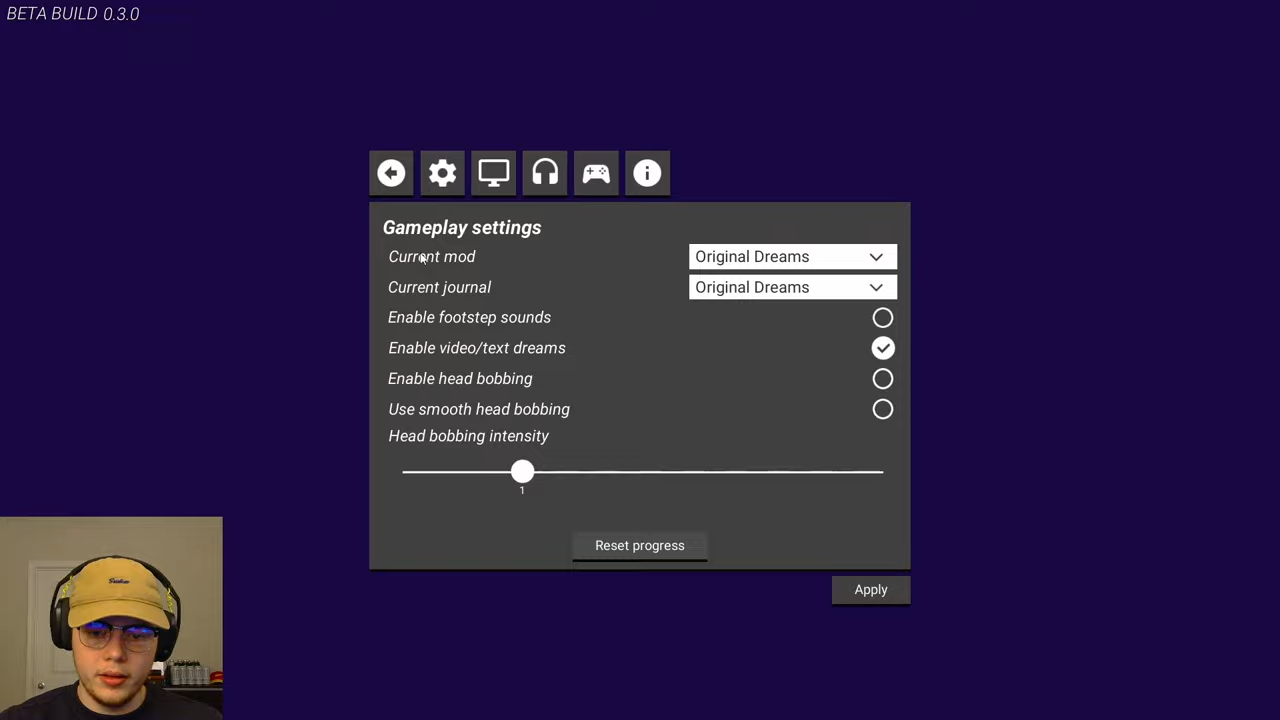 BETA BUILD 0.3.0
Gameplay settings
Current mod
Original Dreams
Current journal
Original Dreams
Enable footstep sounds
Enable video/text dreams
Enable head bobbing
Use smooth head bobbing
Head bobbing intensity
1
Reset progress
Apply